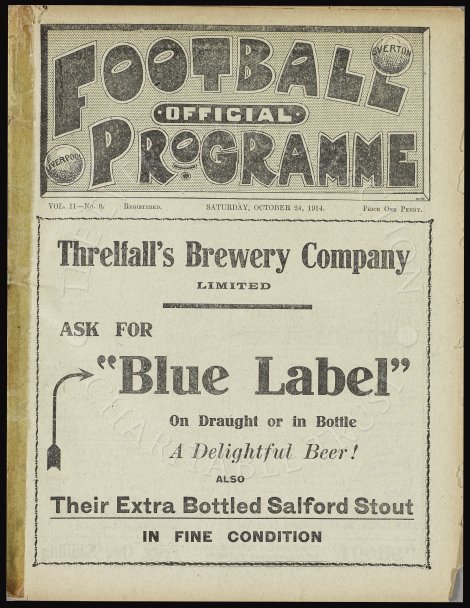 FOOTBALL
EVERTON
OFFICIAL
LIVERPOOL
PROGRAMME
VOL. 11—No. 9. REGISTERED. SATURDAY, OCTOBER 24, 1914. PRICE ONE PENNY.
Threlfall's Brewery Company
LIMITED
ASK FOR
"Blue Label"
On Draught or in Bottle
A Delightful Beer!
ALSO
Their Extra Bottled Salford Stout
IN FINE CONDITION